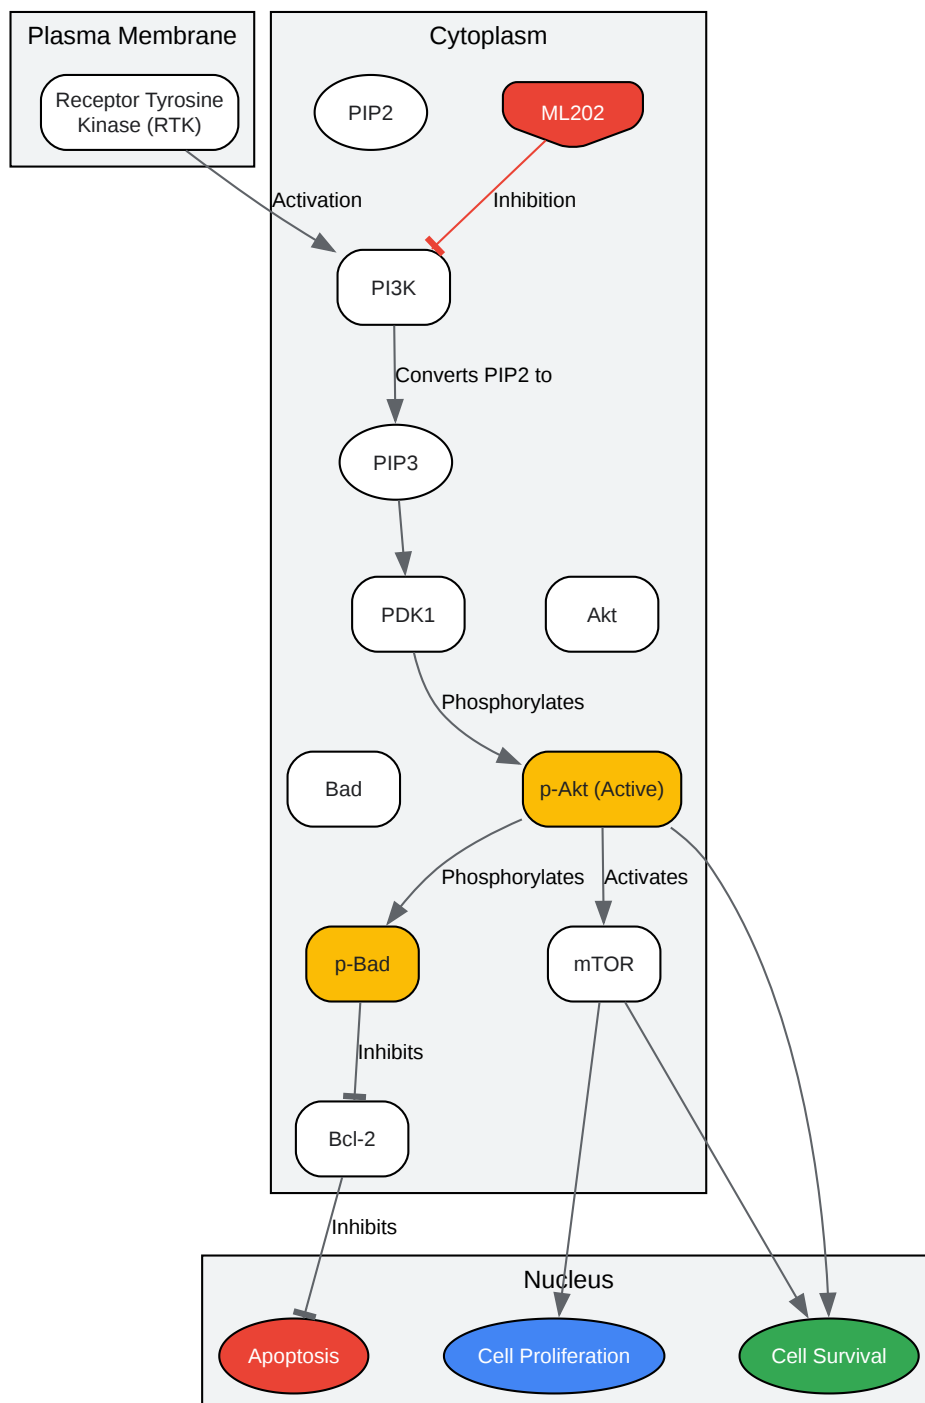 Plasma Membrane
Cytoplasm
Receptor Tyrosine
Kinase (RTK)
PIP2
ML202
Activation
Inhibition
PI3K
Converts PIP2 to
PIP3
PDK1
Akt
Phosphorylates
Bad
p-Akt (Active)
Phosphorylates
Activates
p-Bad
mTOR
Inhibits
Bcl-2
Inhibits
Nucleus
Apoptosis
Cell Proliferation
Cell Survival